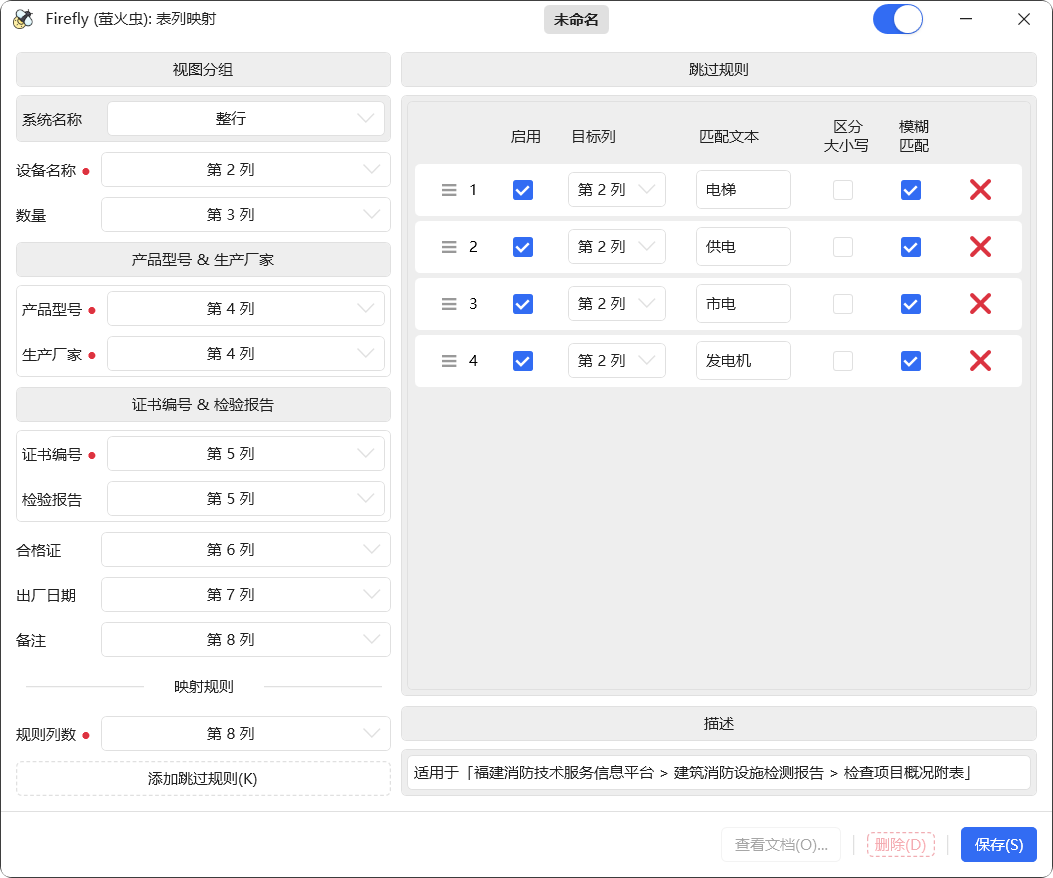 Firefly (萤火虫): 表列映射
未命名
视图分组
系统名称 整行
设备名称 第 2 列
数量 第 3 列
产品型号 & 生产厂家
产品型号 第 4 列
生产厂家 第 4 列
证书编号 & 检验报告
证书编号 第 5 列
检验报告 第 5 列
合格证 第 6 列
出厂日期 第 7 列
备注 第 8 列
映射规则
规则列数 第 8 列
添加跳过规则(K)
跳过规则
启用 目标列 匹配文本 区分大小写 模糊匹配
1 第 2 列 电梯
2 第 2 列 供电
3 第 2 列 市电
4 第 2 列 发电机
描述
适用于「福建消防技术服务信息平台 > 建筑消防设施检测报告 > 检查项目概况附表」
查看文档(O)... 删除(D) 保存(S)